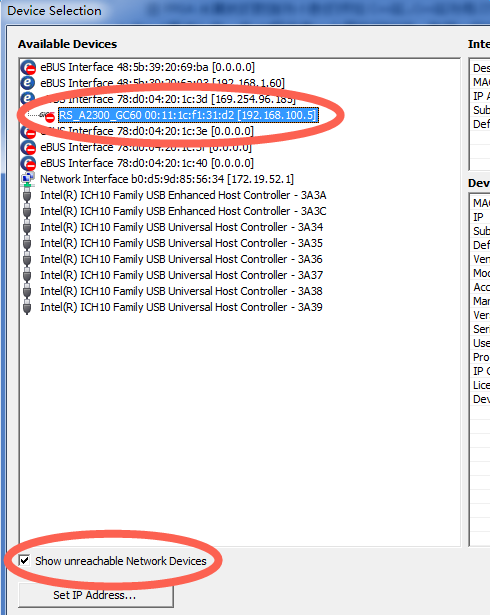 Device Selection
Available Devices
eBUS Interface 48:5b:39:20:69:ba [0.0.0.0]
eBUS Interface 48:5b:39:20:6a:03 [192.168.1.60]
eBUS Interface 78:d0:04:20:1c:3d [169.254.96.185]
RS_A2300_GC60 00:11:1c:f1:31:d2 [192.168.100.5]
eBUS Interface 78:d0:04:20:1c:3e [0.0.0.0]
eBUS Interface 78:d0:04:20:1c:3f [0.0.0.0]
eBUS Interface 78:d0:04:20:1c:40 [0.0.0.0]
Network Interface b0:d5:9d:85:56:34 [172.19.52.1]
Intel(R) ICH10 Family USB Enhanced Host Controller - 3A3A
Intel(R) ICH10 Family USB Enhanced Host Controller - 3A3C
Intel(R) ICH10 Family USB Universal Host Controller - 3A34
Intel(R) ICH10 Family USB Universal Host Controller - 3A35
Intel(R) ICH10 Family USB Universal Host Controller - 3A36
Intel(R) ICH10 Family USB Universal Host Controller - 3A37
Intel(R) ICH10 Family USB Universal Host Controller - 3A38
Intel(R) ICH10 Family USB Universal Host Controller - 3A39
Show unreachable Network Devices
Set IP Address...
Inte
Des
MAC
IP A
Sub
Def
Dev
MAC
IP
Sub
Def
Ven
Mod
Acc
Mar
Ver
Seri
Use
Pro
IP C
Lice
Dev